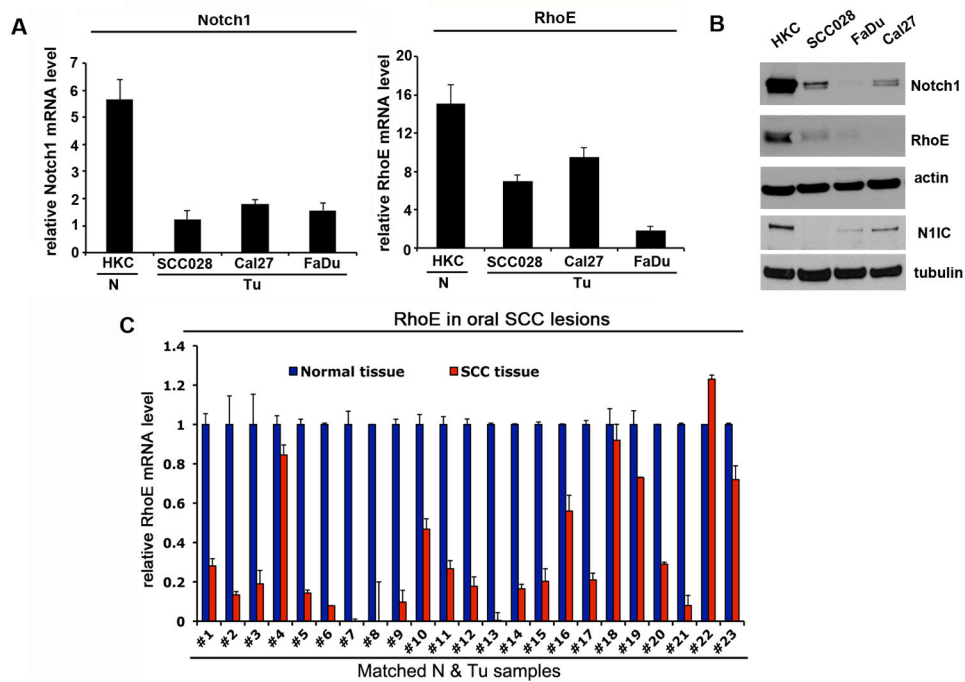 A
Notch1
relative Notch1 mRNA level
7
6
5
4
3
2
1
0
HKC SCC028 Cal27 FaDu
N Tu
RhoE
relative RhoE mRNA level
20
16
12
8
4
0
HKC SCC028 Cal27 FaDu
N Tu
B
HKC SCC028 FaDu Cal27
Notch1
RhoE
actin
N1IC
tubulin
C
RhoE in oral SCC lesions
Normal tissue SCC tissue
relative RhoE mRNA level
1.4
1.2
1
0.8
0.6
0.4
0.2
0
#1 #2 #3 #4 #5 #6 #7 #8 #9 #10 #11 #12 #13 #14 #15 #16 #17 #18 #19 #20 #21 #22 #23
Matched N & Tu samples